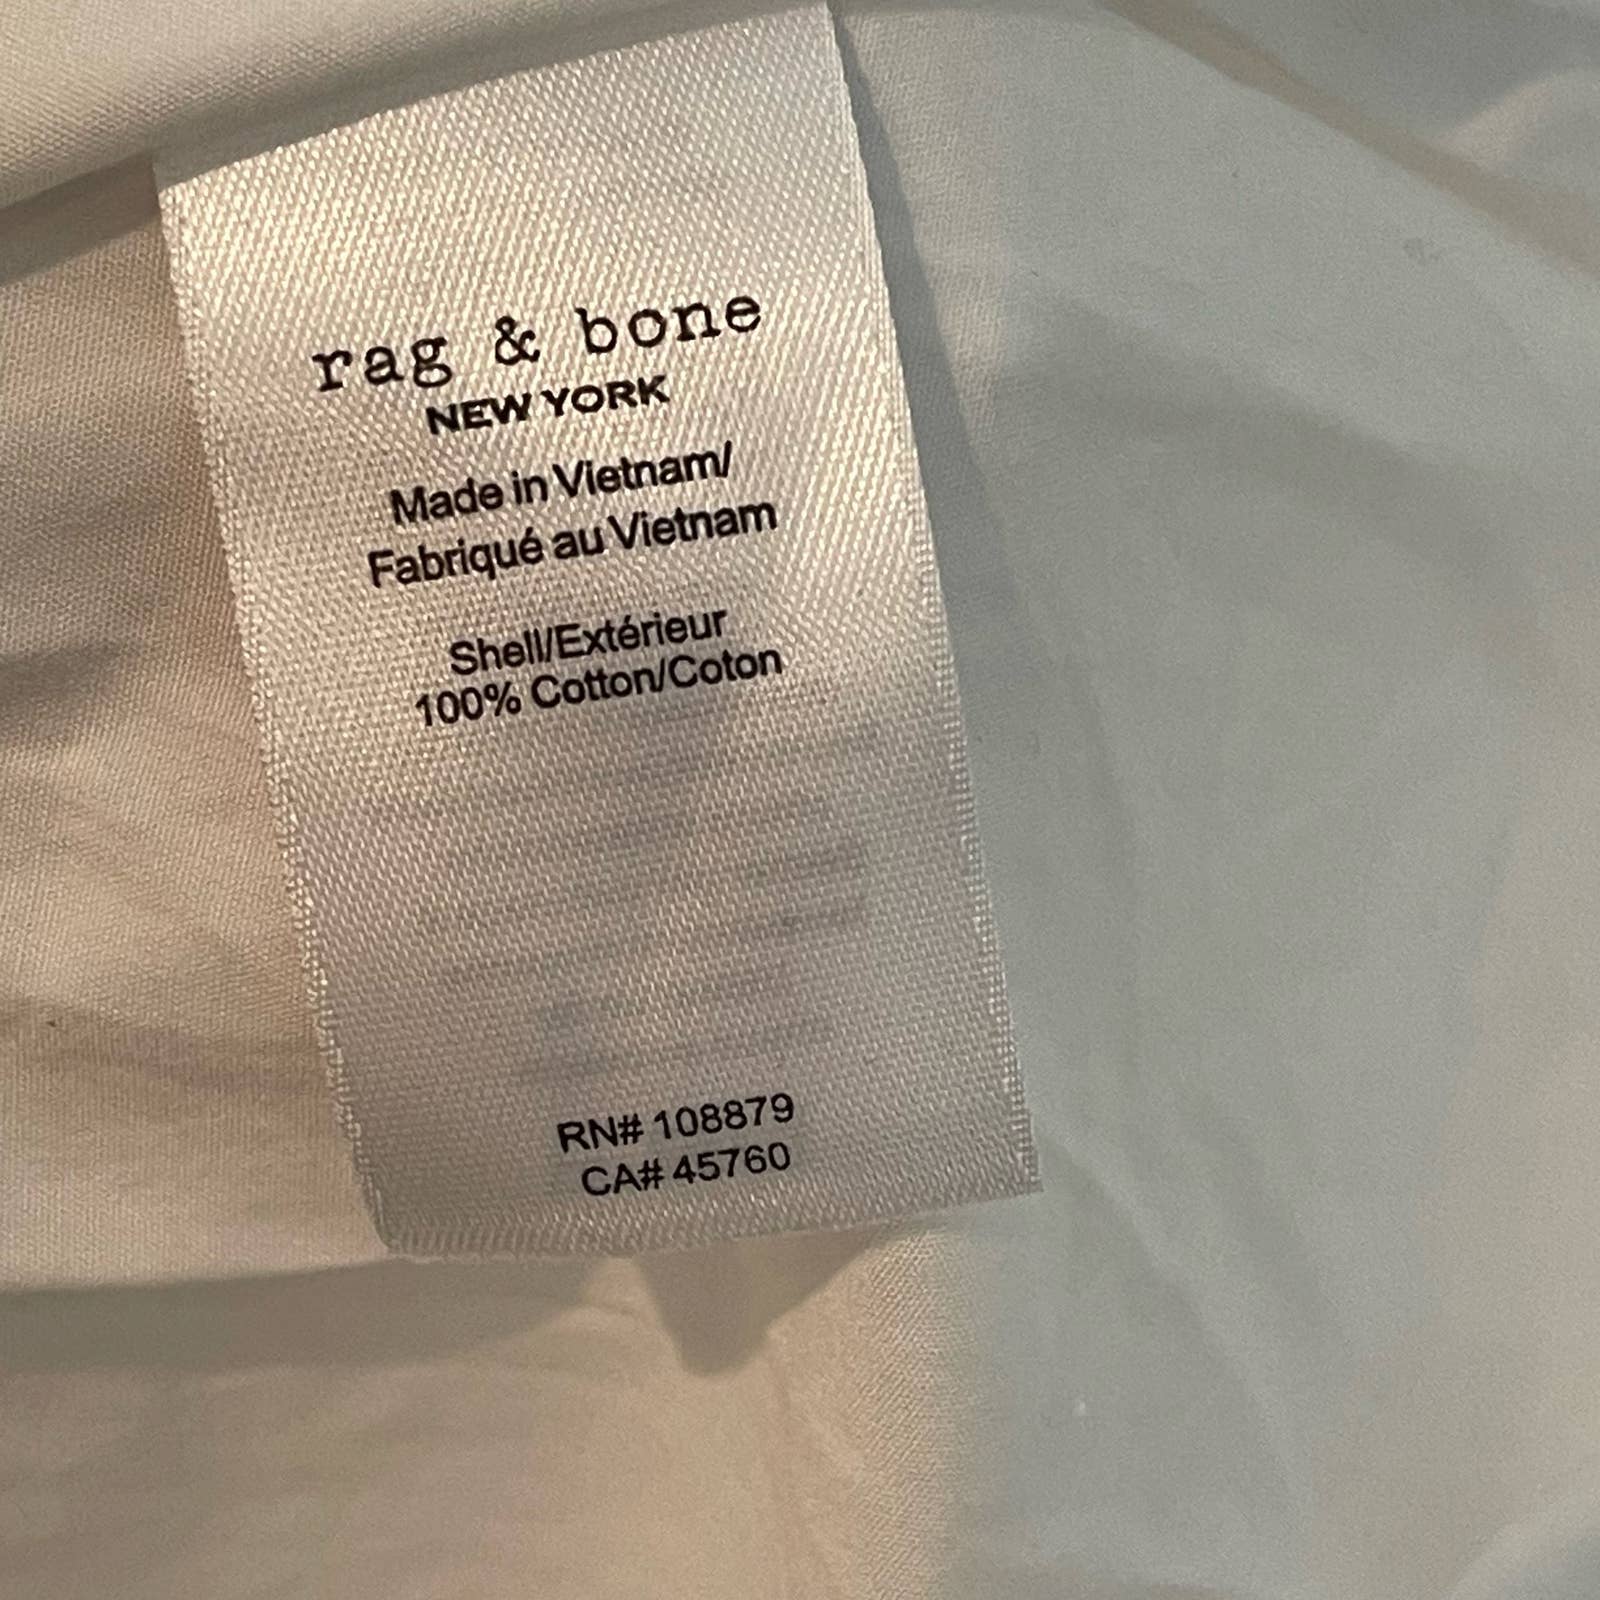 rag & bone
NEW YORK
Made in Vietnam/
Fabriqué au Vietnam
Shell/Extérieur
100% Cotton/Coton
RN# 108879
CA# 45760